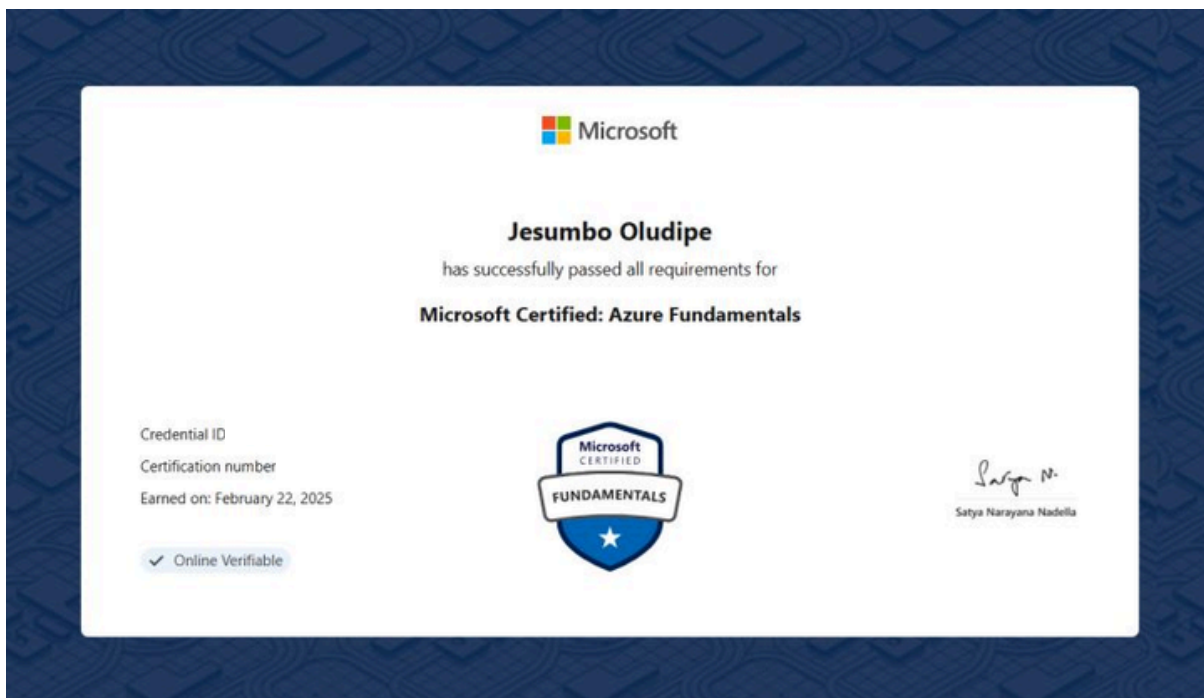 Microsoft
Jesumbo Oludipe
has successfully passed all requirements for
Microsoft Certified: Azure Fundamentals
Credential ID
Certification number
Earned on: February 22, 2025
Online Verifiable
Microsoft
CERTIFIED
FUNDAMENTALS
Satya N.
Satya Narayana Nadella